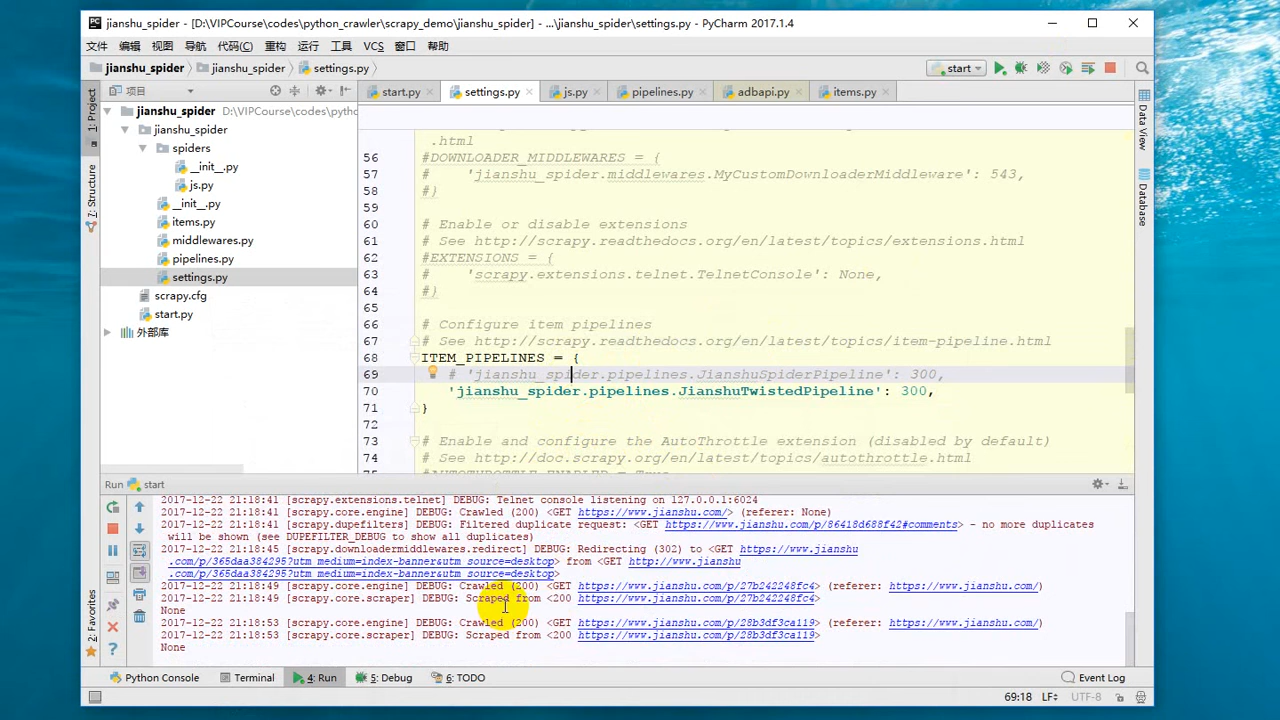 jianshu_spider - [D:\VIPCourse\codes\python_crawler\scrapy_demo\jianshu_spider] - ...\jianshu_spider\settings.py - PyCharm 2017.1.4
文件 编辑 视图 导航 代码(C) 重构 运行 工具 VCS 窗口 帮助
jianshu_spider jianshu_spider settings.py start
项目 start.py settings.py js.py pipelines.py adbapi.py items.py
1: Project
7: Structure
2: Favorites
Data View
Database
jianshu_spider D:\VIPCourse\codes\pytho
jianshu_spider
spiders
__init__.py
js.py
__init__.py
items.py
middlewares.py
pipelines.py
settings.py
scrapy.cfg
start.py
外部库
.html
56 #DOWNLOADER_MIDDLEWARES = {
57 #    'jianshu_spider.middlewares.MyCustomDownloaderMiddleware': 543,
58 #}
59
60 # Enable or disable extensions
61 # See http://scrapy.readthedocs.org/en/latest/topics/extensions.html
62 #EXTENSIONS = {
63 #    'scrapy.extensions.telnet.TelnetConsole': None,
64 #}
65
66 # Configure item pipelines
67 # See http://scrapy.readthedocs.org/en/latest/topics/item-pipeline.html
68 ITEM_PIPELINES = {
69 # 'jianshu_spider.pipelines.JianshuSpiderPipeline': 300,
70 'jianshu_spider.pipelines.JianshuTwistedPipeline': 300,
71 }
72
73 # Enable and configure the AutoThrottle extension (disabled by default)
74 # See http://doc.scrapy.org/en/latest/topics/autothrottle.html
75 #AUTOTHROTTLE_ENABLED = True
Run start
2017-12-22 21:18:41 [scrapy.extensions.telnet] DEBUG: Telnet console listening on 127.0.0.1:6024
2017-12-22 21:18:41 [scrapy.core.engine] DEBUG: Crawled (200) <GET https://www.jianshu.com/> (referer: None)
2017-12-22 21:18:41 [scrapy.dupefilters] DEBUG: Filtered duplicate request: <GET https://www.jianshu.com/p/86418d688f42#comments> - no more duplicates
will be shown (see DUPEFILTER_DEBUG to show all duplicates)
2017-12-22 21:18:45 [scrapy.downloadermiddlewares.redirect] DEBUG: Redirecting (302) to <GET https://www.jianshu
.com/p/365daa384295?utm_medium=index-banner&utm_source=desktop> from <GET http://www.jianshu
.com/p/365daa384295?utm_medium=index-banner&utm_source=desktop>
2017-12-22 21:18:49 [scrapy.core.engine] DEBUG: Crawled (200) <GET https://www.jianshu.com/p/27b242248fc4> (referer: https://www.jianshu.com/)
2017-12-22 21:18:49 [scrapy.core.scraper] DEBUG: Scraped from <200 https://www.jianshu.com/p/27b242248fc4>
None
2017-12-22 21:18:53 [scrapy.core.engine] DEBUG: Crawled (200) <GET https://www.jianshu.com/p/28b3df3ca119> (referer: https://www.jianshu.com/)
2017-12-22 21:18:53 [scrapy.core.scraper] DEBUG: Scraped from <200 https://www.jianshu.com/p/28b3df3ca119>
None
Python Console Terminal 4: Run 5: Debug 6: TODO Event Log
69:18 LF UTF-8